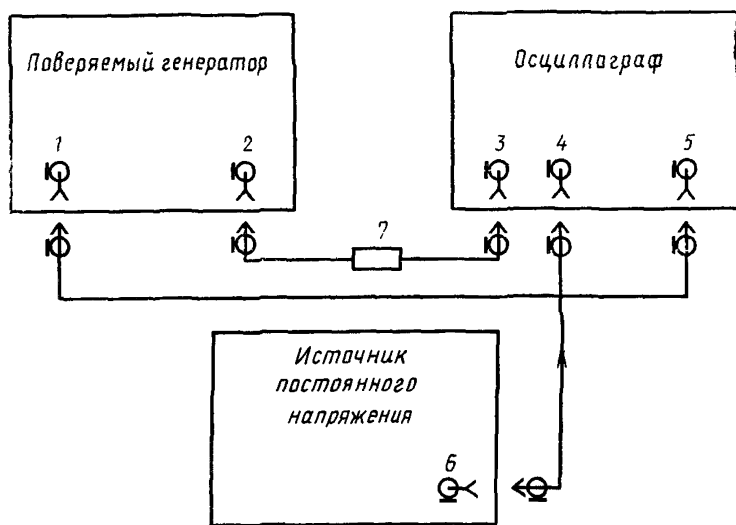 Поверяемый генератор
Осциллограф
1
2
3
4
5
7
Источник
постоянного
напряжения
6